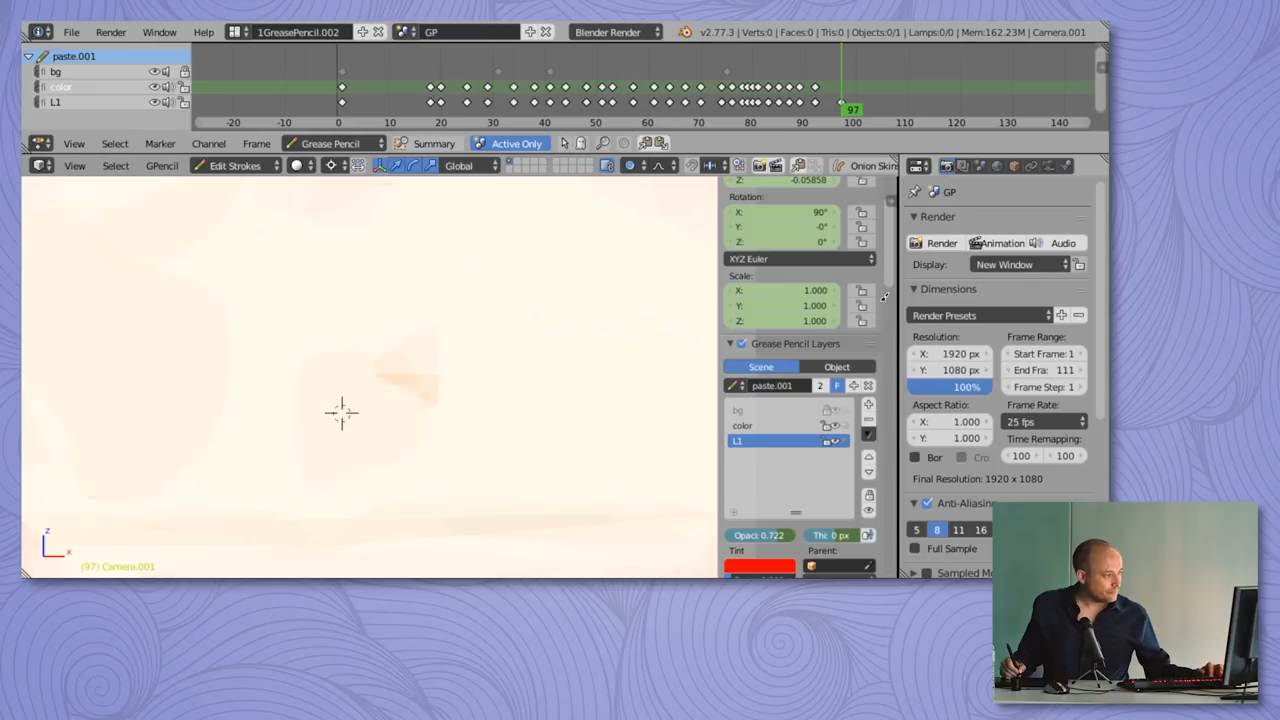 File Render Window Help 1GreasePencil.002 GP Blender Render v2.77.3 | Verts:0 | Faces:0 | Tris:0 | Objects:0/1 | Lamps:0/0 | Mem:162.23M | Camera.001
paste.001
bg
color
L1
97
-20 -10 0 10 20 30 40 50 60 70 80 90 100 110 120 130 140
View Select Marker Channel Frame Grease Pencil Summary Active Only
View Select GPencil Edit Strokes Global Onion Skin
Z: -0.05858
Rotation:
X: 90°
Y: -0°
Z: 0°
XYZ Euler
Scale:
X: 1.000
Y: 1.000
Z: 1.000
Grease Pencil Layers
Scene Object
paste.001 2 F
bg
color
L1
Opaci: 0.722 Thi: 0 px
Tint Parent:
GP
Render
Render Animation Audio
Display: New Window
Dimensions
Render Presets
Resolution: Frame Range:
X: 1920 px Start Frame: 1
Y: 1080 px End Fra: 111
100% Frame Step: 1
Aspect Ratio: Frame Rate:
X: 1.000 25 fps
Y: 1.000 Time Remapping:
Bor Cro 100 100
Final Resolution: 1920 x 1080
Anti-Aliasing
5 8 11 16
Full Sample
Sampled Mo
z
x
(97) Camera.001